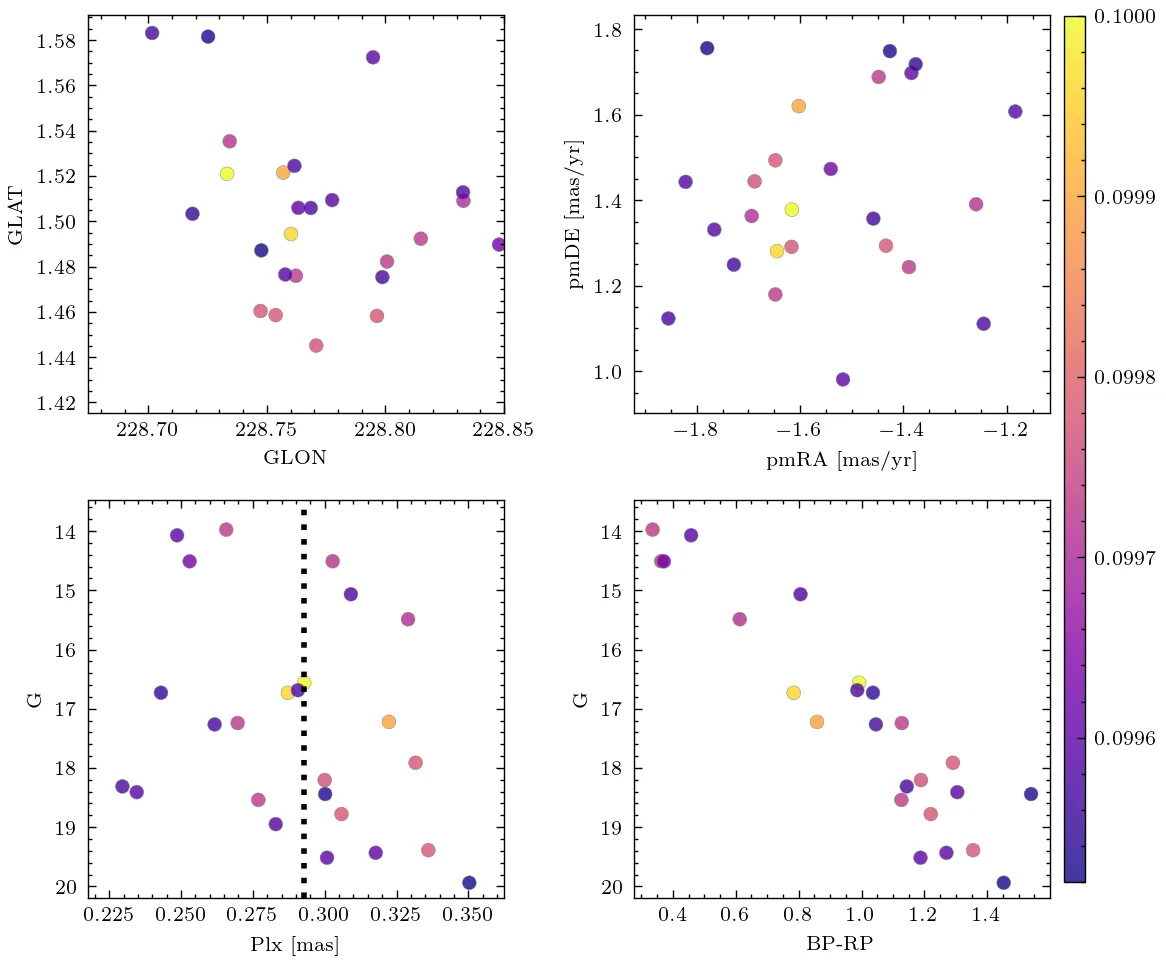 1.58
1.56
1.54
1.52
1.50
1.48
1.46
1.44
1.42
GLAT
228.70 228.75 228.80 228.85
GLON
1.8
1.6
1.4
1.2
1.0
pmDE [mas/yr]
−1.8 −1.6 −1.4 −1.2
pmRA [mas/yr]
0.1000
0.0999
0.0998
0.0997
0.0996
14
15
16
17
18
19
20
G
0.225 0.250 0.275 0.300 0.325 0.350
Plx [mas]
14
15
16
17
18
19
20
G
0.4 0.6 0.8 1.0 1.2 1.4
BP-RP